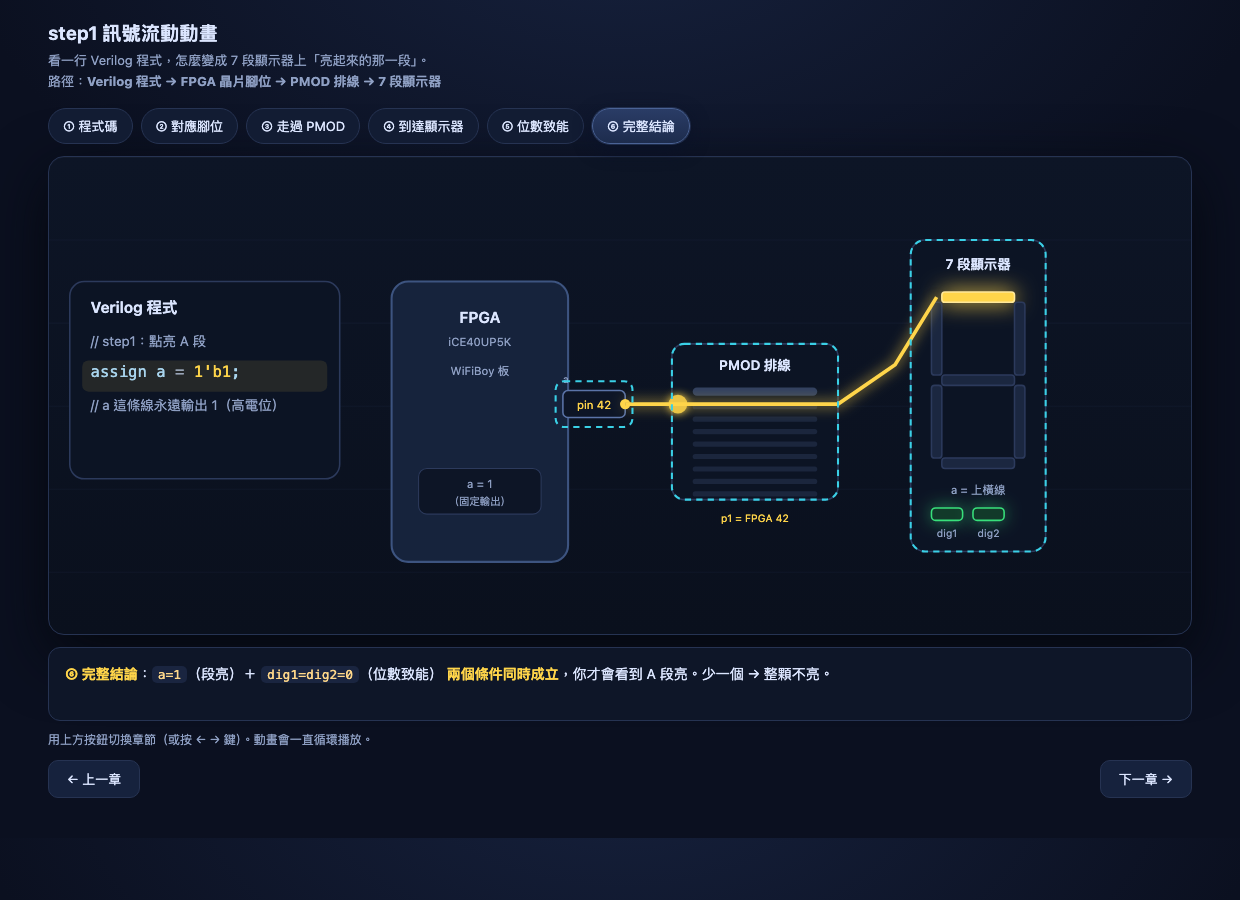 step1 訊號流動動畫
看一行 Verilog 程式，怎麼變成 7 段顯示器上「亮起來的那一段」。
路徑：Verilog 程式 → FPGA 晶片腳位 → PMOD 排線 → 7 段顯示器
① 程式碼
② 對應腳位
③ 走過 PMOD
④ 到達顯示器
⑤ 位數致能
⑥ 完整結論
Verilog 程式
// step1：點亮 A 段
assign a = 1'b1;
// a 這條線永遠輸出 1（高電位）
FPGA
iCE40UP5K
WiFiBoy 板
a
pin 42
a = 1
(固定輸出)
PMOD 排線
p1 = FPGA 42
7 段顯示器
a = 上橫線
dig1
dig2
⑥ 完整結論：a=1（段亮）＋ dig1=dig2=0（位數致能） 兩個條件同時成立，你才會看到 A 段亮。少一個 → 整顆不亮。
用上方按鈕切換章節（或按 ← → 鍵）。動畫會一直循環播放。
← 上一章
下一章 →